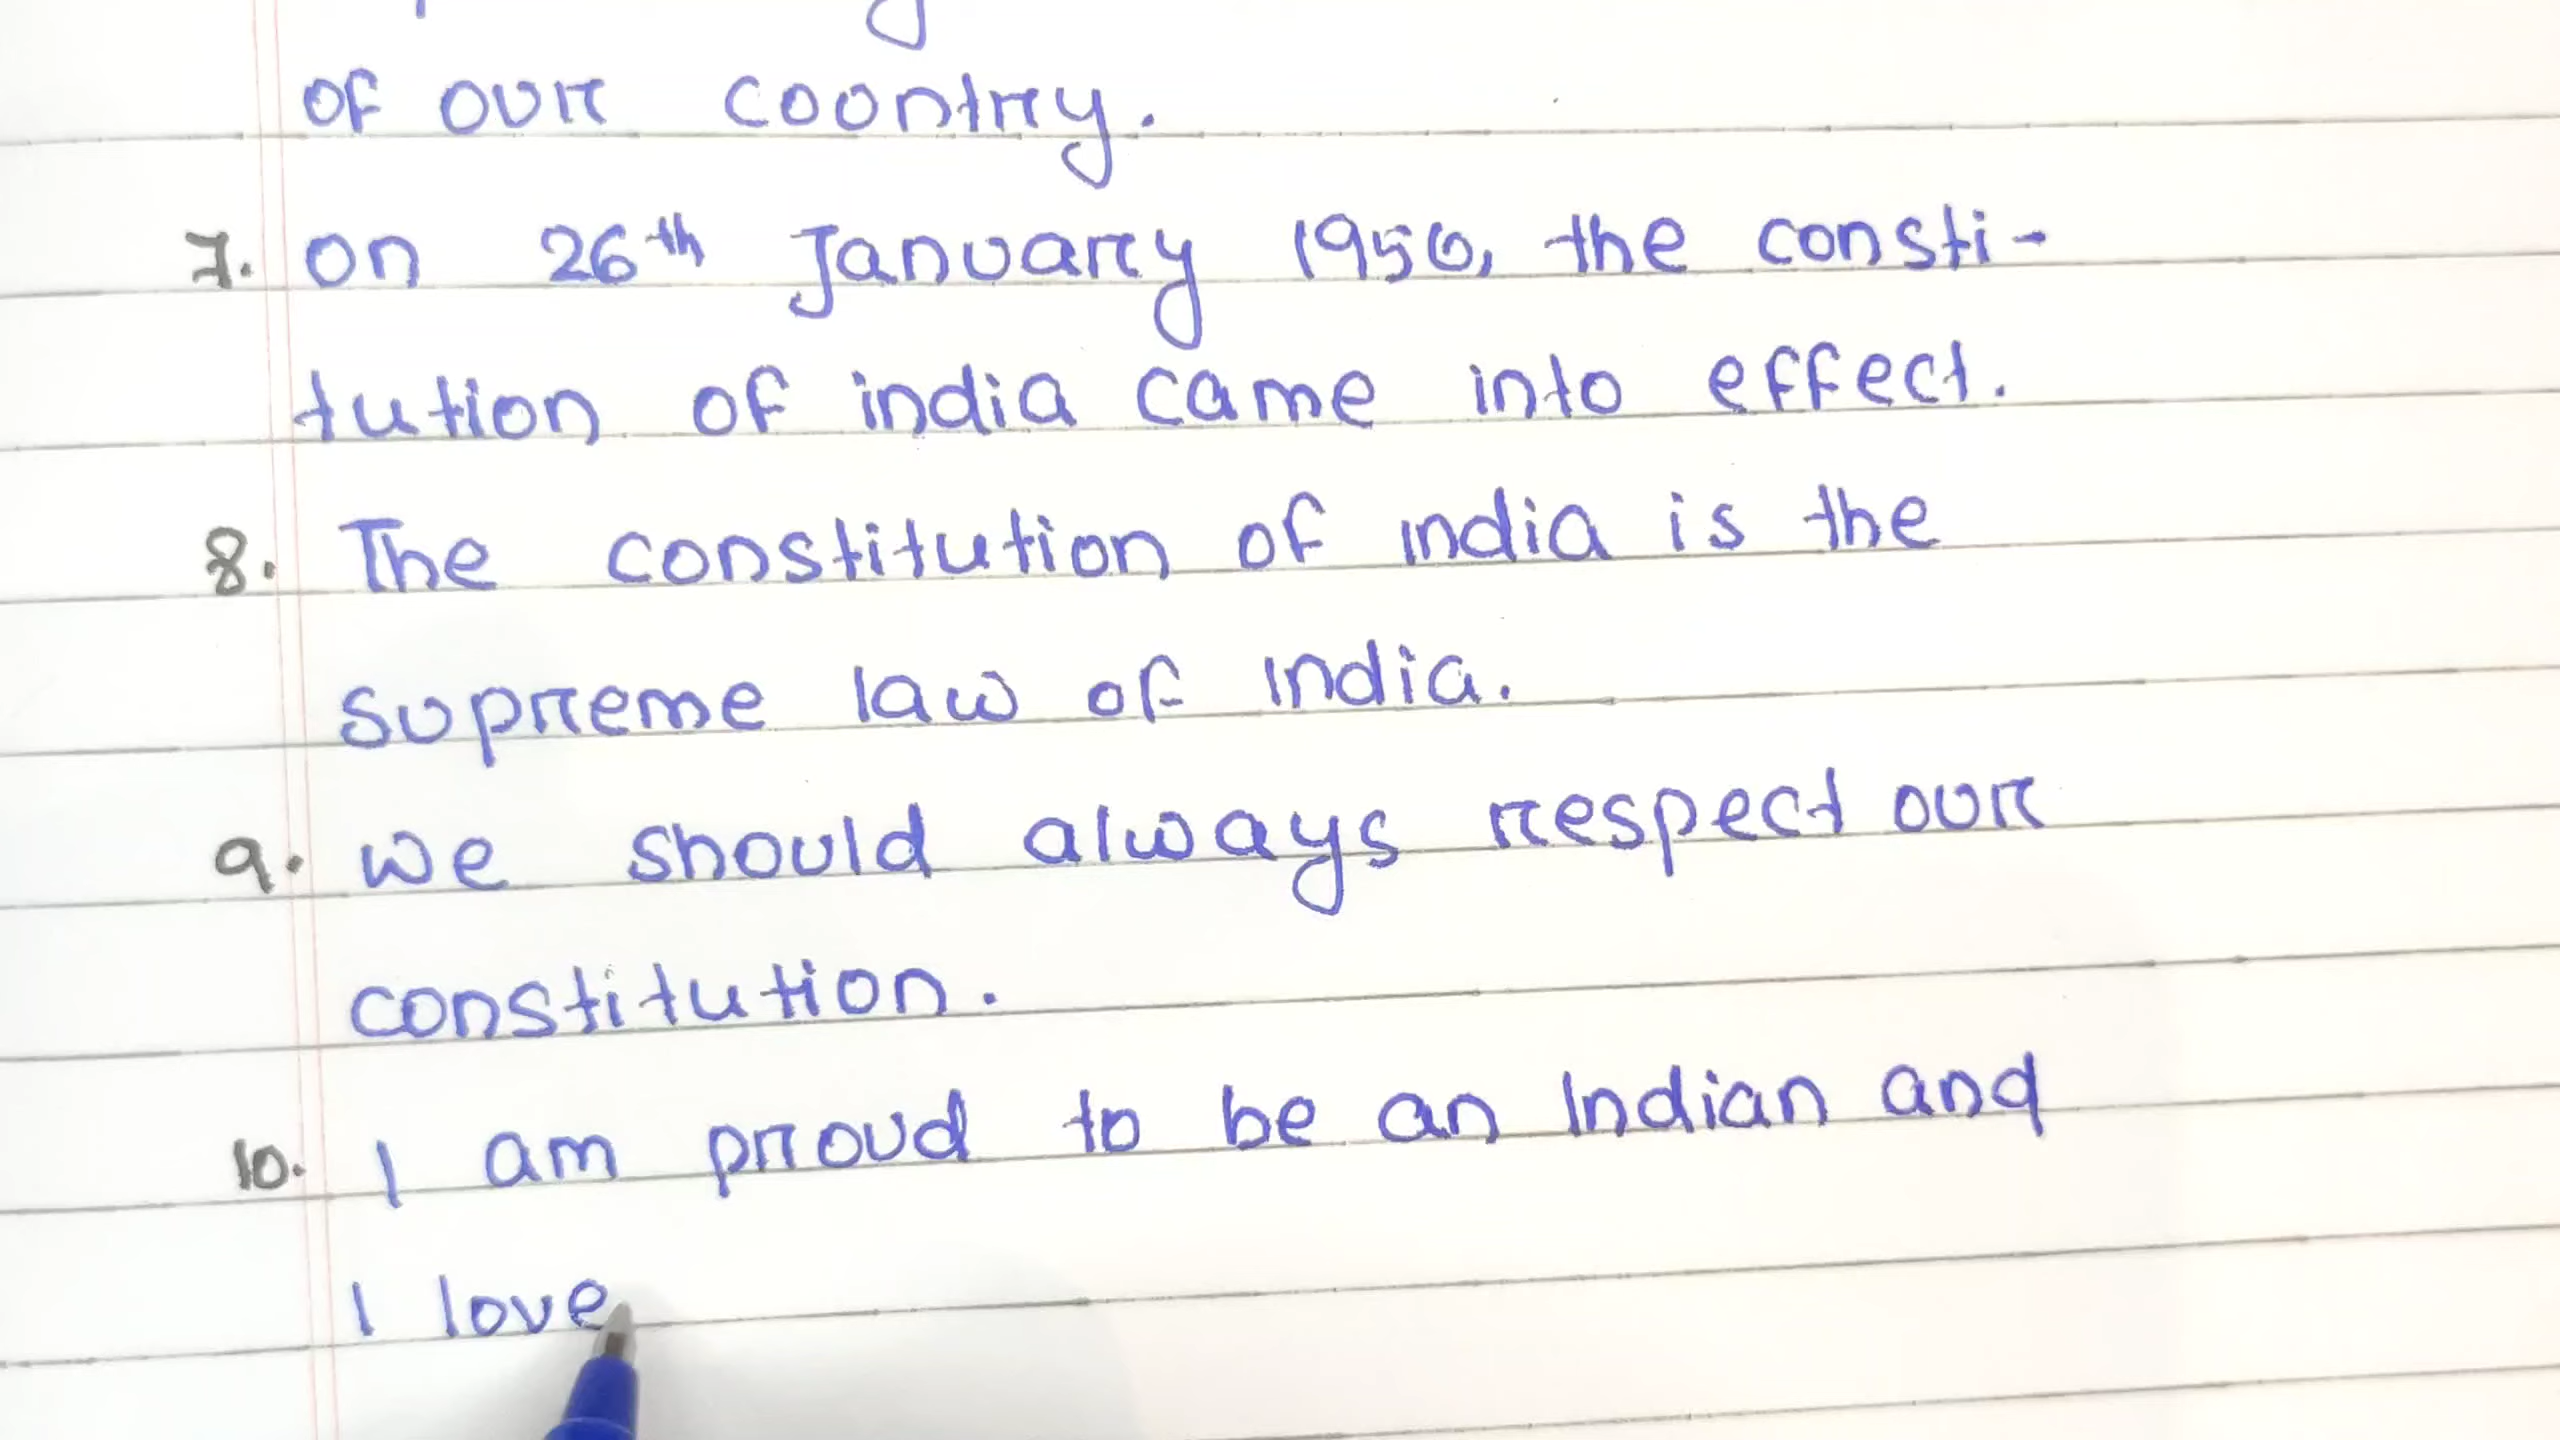 of our coontry.
7. on 26th January 1950, the consti-
tution of india came into effect.
8. The constitution of india is the
supreme law of india.
9. we should always respect our
constitution.
10. I am proud to be an Indian and
I love